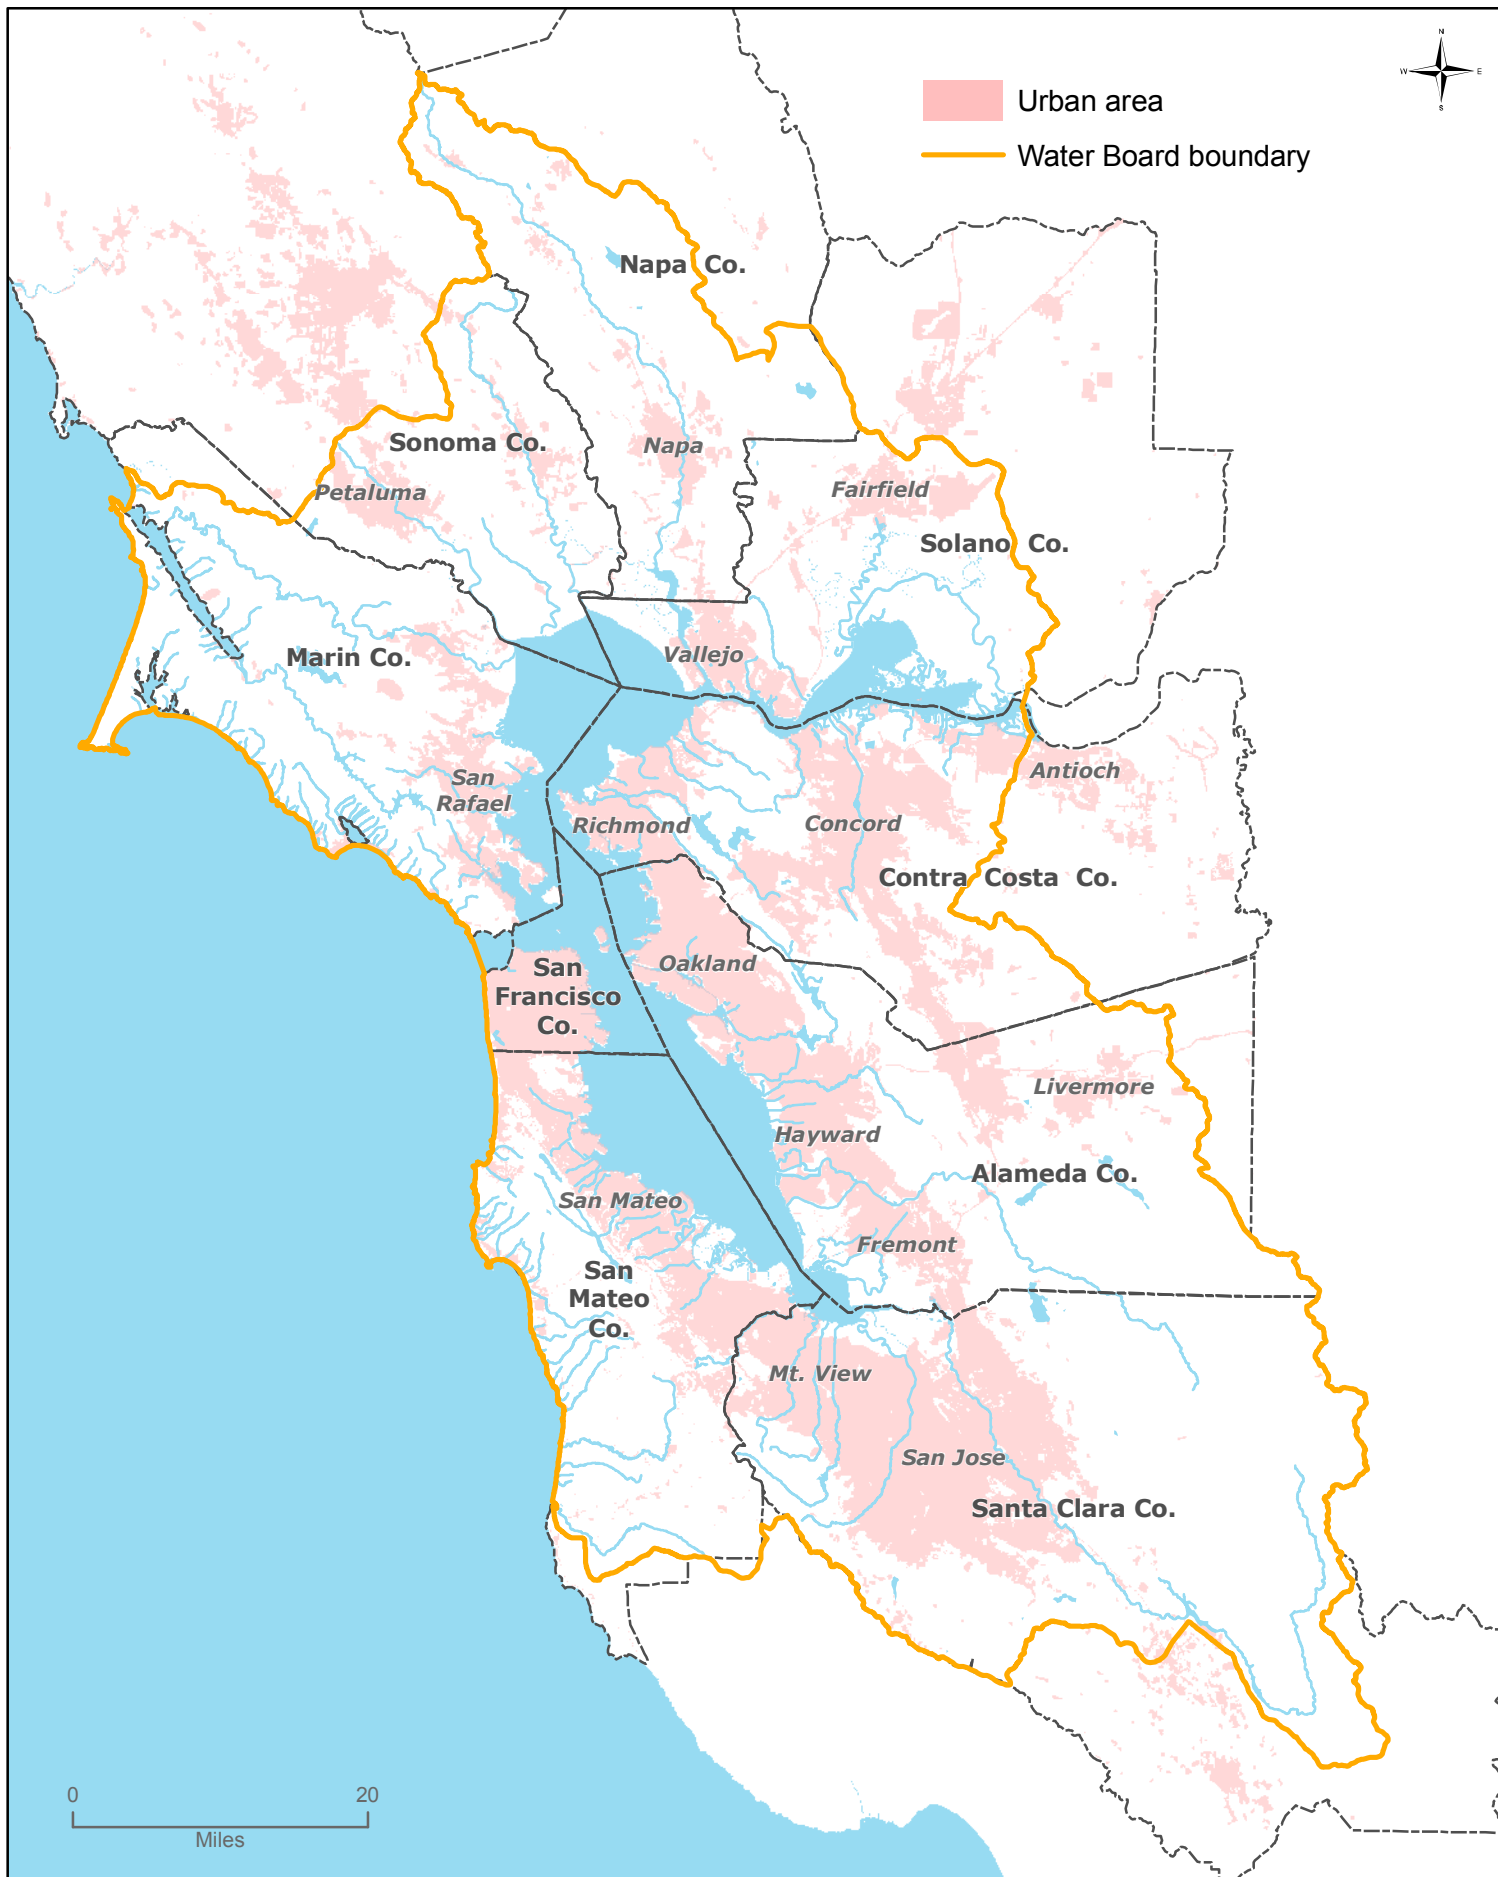 N
W E
S
Urban area
Water Board boundary
Napa Co.
Sonoma Co.
Napa
Petaluma
Fairfield
Solano Co.
Marin Co.
Vallejo
San
Rafael
Antioch
Richmond
Concord
Contra Costa Co.
San
Francisco
Co.
Oakland
Livermore
Hayward
Alameda Co.
San Mateo
Fremont
San
Mateo
Co.
Mt. View
San Jose
Santa Clara Co.
0 20
Miles